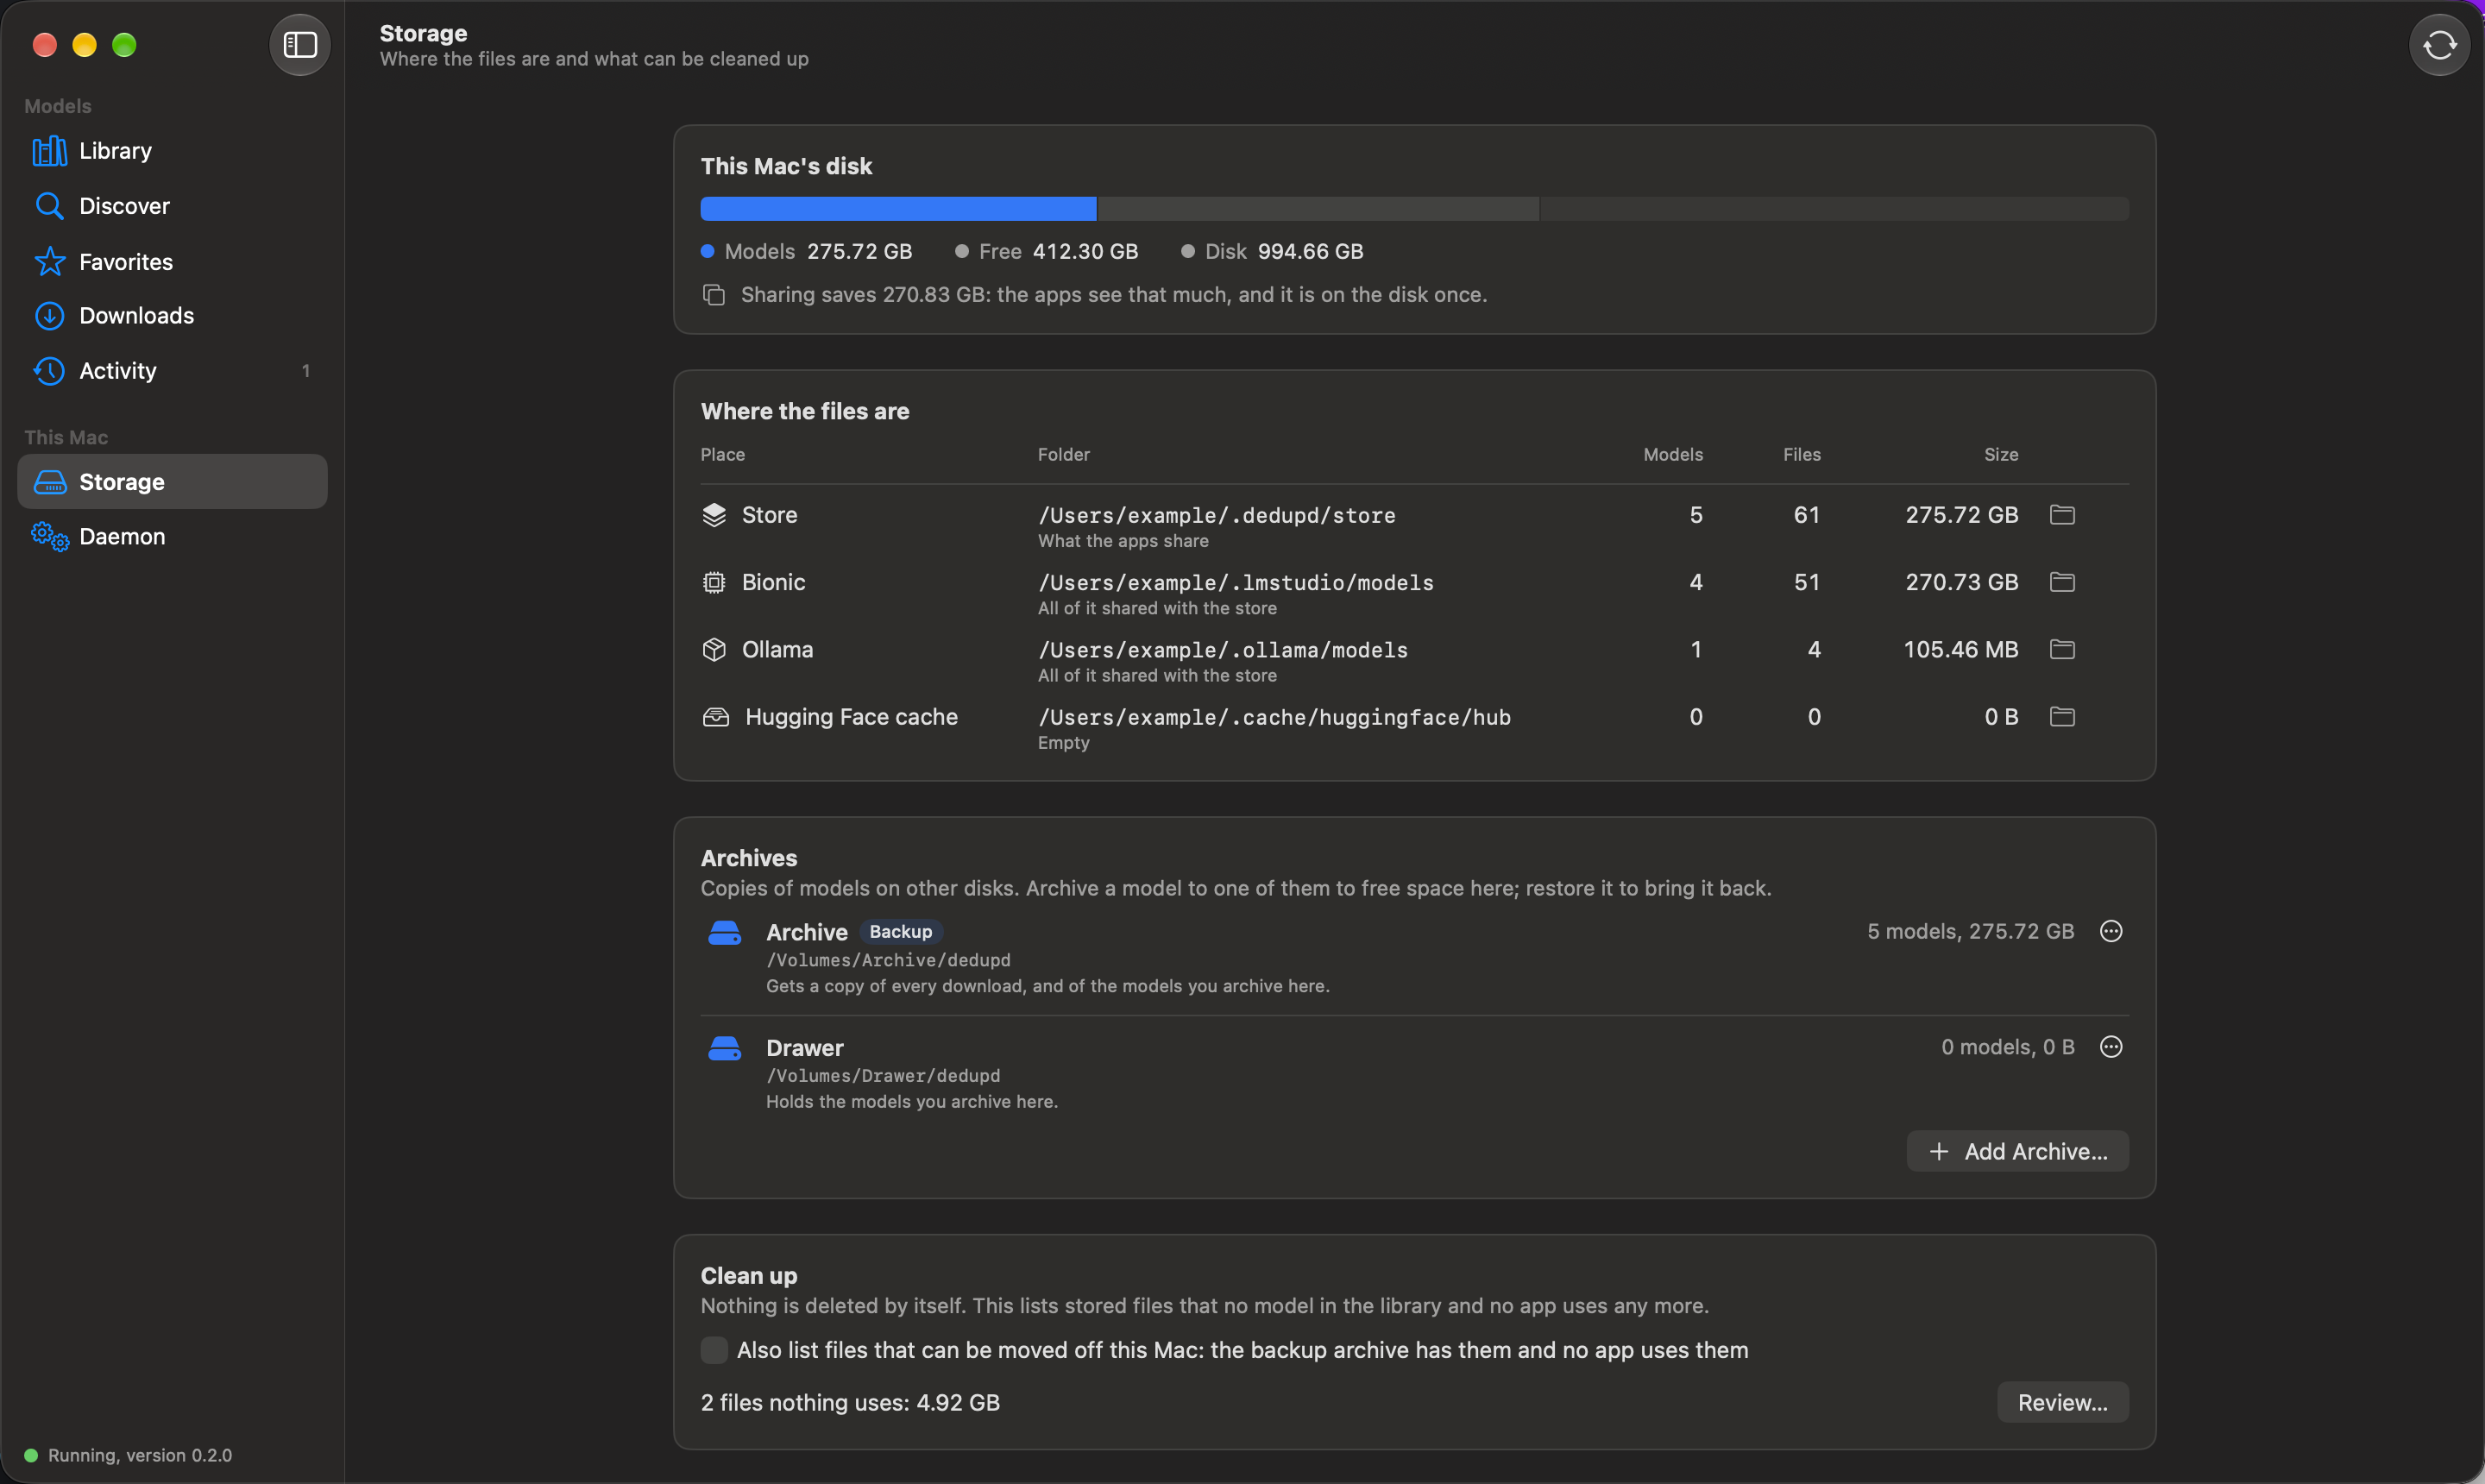 Storage
Where the files are and what can be cleaned up
Models
Library
Discover
Favorites
Downloads
Activity 1
This Mac
Storage
Daemon
Running, version 0.2.0
This Mac's disk
Models 275.72 GB Free 412.30 GB Disk 994.66 GB
Sharing saves 270.83 GB: the apps see that much, and it is on the disk once.
Where the files are
Place Folder Models Files Size
Store /Users/example/.dedupd/store 5 61 275.72 GB
What the apps share
Bionic /Users/example/.lmstudio/models 4 51 270.73 GB
All of it shared with the store
Ollama /Users/example/.ollama/models 1 4 105.46 MB
All of it shared with the store
Hugging Face cache /Users/example/.cache/huggingface/hub 0 0 0 B
Empty
Archives
Copies of models on other disks. Archive a model to one of them to free space here; restore it to bring it back.
Archive Backup 5 models, 275.72 GB
/Volumes/Archive/dedupd
Gets a copy of every download, and of the models you archive here.
Drawer 0 models, 0 B
/Volumes/Drawer/dedupd
Holds the models you archive here.
Add Archive...
Clean up
Nothing is deleted by itself. This lists stored files that no model in the library and no app uses any more.
Also list files that can be moved off this Mac: the backup archive has them and no app uses them
2 files nothing uses: 4.92 GB Review...